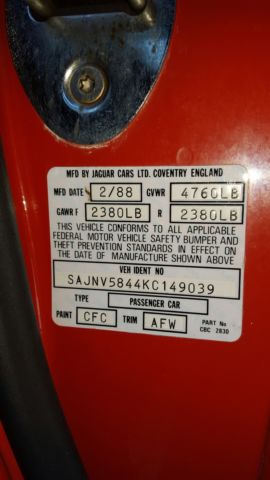 MFD BY JAGUAR CARS LTD. COVENTRY ENGLAND
MFD DATE 2/88 GVWR 4760LB
GAWR F 2380LB R 2380LB
THIS VEHICLE CONFORMS TO ALL APPLICABLE
FEDERAL MOTOR VEHICLE SAFETY BUMPER AND
THEFT PREVENTION STANDARDS IN EFFECT ON
THE DATE OF MANUFACTURE SHOWN ABOVE
VEH IDENT NO
SAJNV5844KC149039
TYPE PASSENGER CAR
PAINT CFC TRIM AFW PART No
CBC 2830